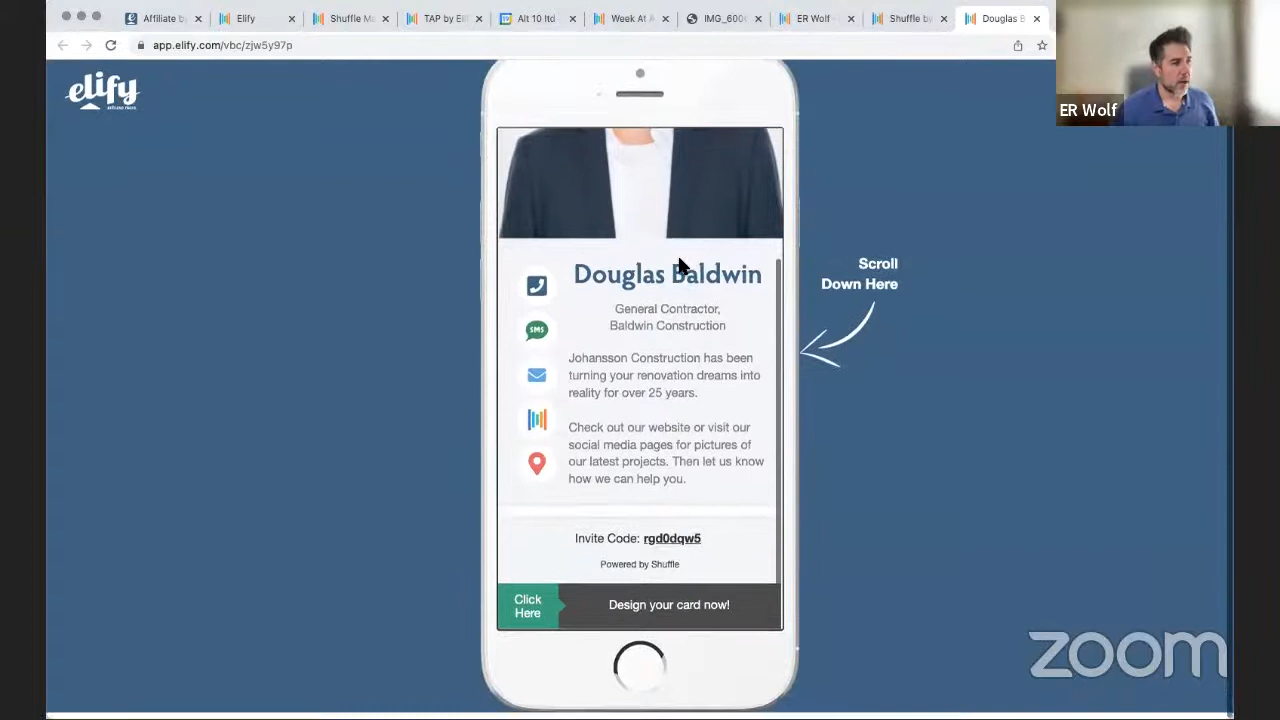 Affiliate b
Elify
Shuffle M
TAP by Eli
Alt 10 ltd
Week At A
IMG_600
ER Wolf
Shuffle by
Douglas B
app.elify.com/vbc/zjw5y97p
elify
ER Wolf
Scroll
Down Here
Douglas Baldwin
General Contractor,
Baldwin Construction
SMS
Johansson Construction has been
turning your renovation dreams into
reality for over 25 years.
Check out our website or visit our
social media pages for pictures of
our latest projects. Then let us know
how we can help you.
Invite Code: rgd0dqw5
Powered by Shuffle
Click
Here
Design your card now!
zoom